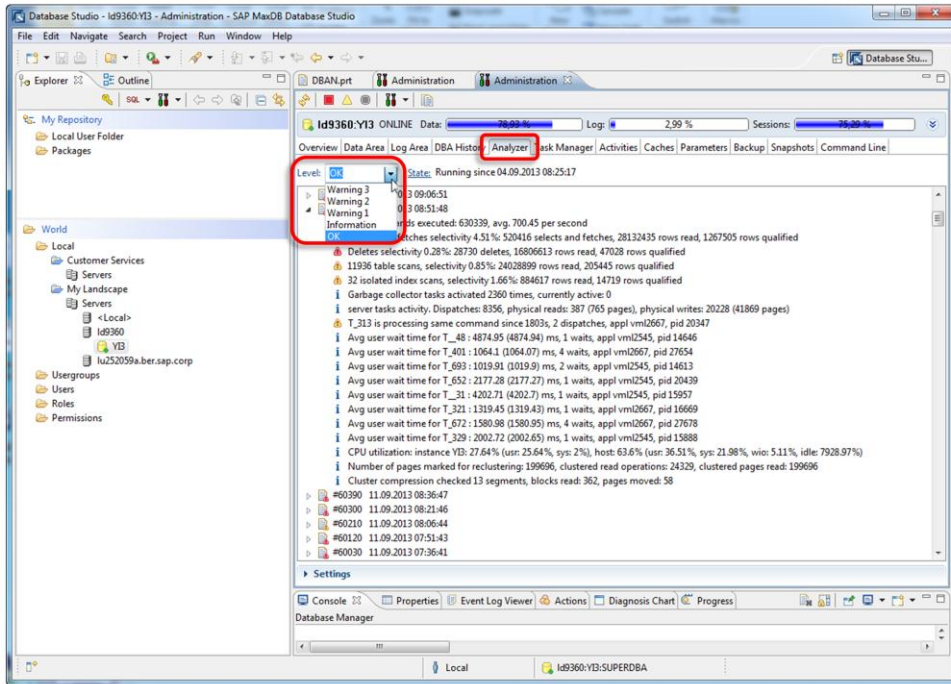 Database Studio - ld9360:YI3 - Administration - SAP MaxDB Database Studio
File Edit Navigate Search Project Run Window Help
Database Stu...
Explorer Outline
SQL
My Repository
Local User Folder
Packages
World
Local
Customer Services
Servers
My Landscape
Servers
<Local>
ld9360
YI3
lu252059a.ber.sap.corp
Usergroups
Users
Roles
Permissions
DBAN.prt Administration Administration
ld9360:YI3 ONLINE Data: 78,93 % Log: 2,99 % Sessions: 75,29 %
Overview Data Area Log Area DBA History Analyzer Task Manager Activities Caches Parameters Backup Snapshots Command Line
Level: OK State: Running since 04.09.2013 08:25:17
Warning 3
Warning 2
Warning 1
Information
OK
013 09:06:51
013 08:51:48
nds executed: 630339, avg. 700.45 per second
fetches selectivity 4.51%: 520416 selects and fetches, 28132435 rows read, 1267505 rows qualified
Deletes selectivity 0.28%: 28730 deletes, 16806613 rows read, 47028 rows qualified
11936 table scans, selectivity 0.85%: 24028899 rows read, 205445 rows qualified
32 isolated index scans, selectivity 1.66%: 884617 rows read, 14719 rows qualified
Garbage collector tasks activated 2360 times, currently active: 0
server tasks activity. Dispatches: 8356, physical reads: 387 (765 pages), physical writes: 20228 (41869 pages)
T_313 is processing same command since 1803s, 2 dispatches, appl vml2667, pid 20347
Avg user wait time for T__48 : 4874.95 (4874.94) ms, 1 waits, appl vml2545, pid 14646
Avg user wait time for T_401 : 1064.1 (1064.07) ms, 4 waits, appl vml2667, pid 27654
Avg user wait time for T_693 : 1019.91 (1019.9) ms, 2 waits, appl vml2545, pid 14613
Avg user wait time for T_652 : 2177.28 (2177.27) ms, 1 waits, appl vml2545, pid 20439
Avg user wait time for T__31 : 4202.71 (4202.7) ms, 1 waits, appl vml2545, pid 15957
Avg user wait time for T_321 : 1319.45 (1319.43) ms, 1 waits, appl vml2667, pid 16669
Avg user wait time for T_672 : 1580.98 (1580.95) ms, 4 waits, appl vml2667, pid 27678
Avg user wait time for T_329 : 2002.72 (2002.65) ms, 1 waits, appl vml2545, pid 15888
CPU utilization: instance YI3: 27.64% (usr: 25.64%, sys: 2%), host: 63.6% (usr: 36.51%, sys: 21.98%, wio: 5.11%, idle: 7928.97%)
Number of pages marked for reclustering: 199696, clustered read operations: 24329, clustered pages read: 199696
Cluster compression checked 13 segments, blocks read: 362, pages moved: 58
#60390 11.09.2013 08:36:47
#60300 11.09.2013 08:21:46
#60210 11.09.2013 08:06:44
#60120 11.09.2013 07:51:43
#60030 11.09.2013 07:36:41
Settings
Console Properties Event Log Viewer Actions Diagnosis Chart Progress
Database Manager
Local ld9360:YI3:SUPERDBA